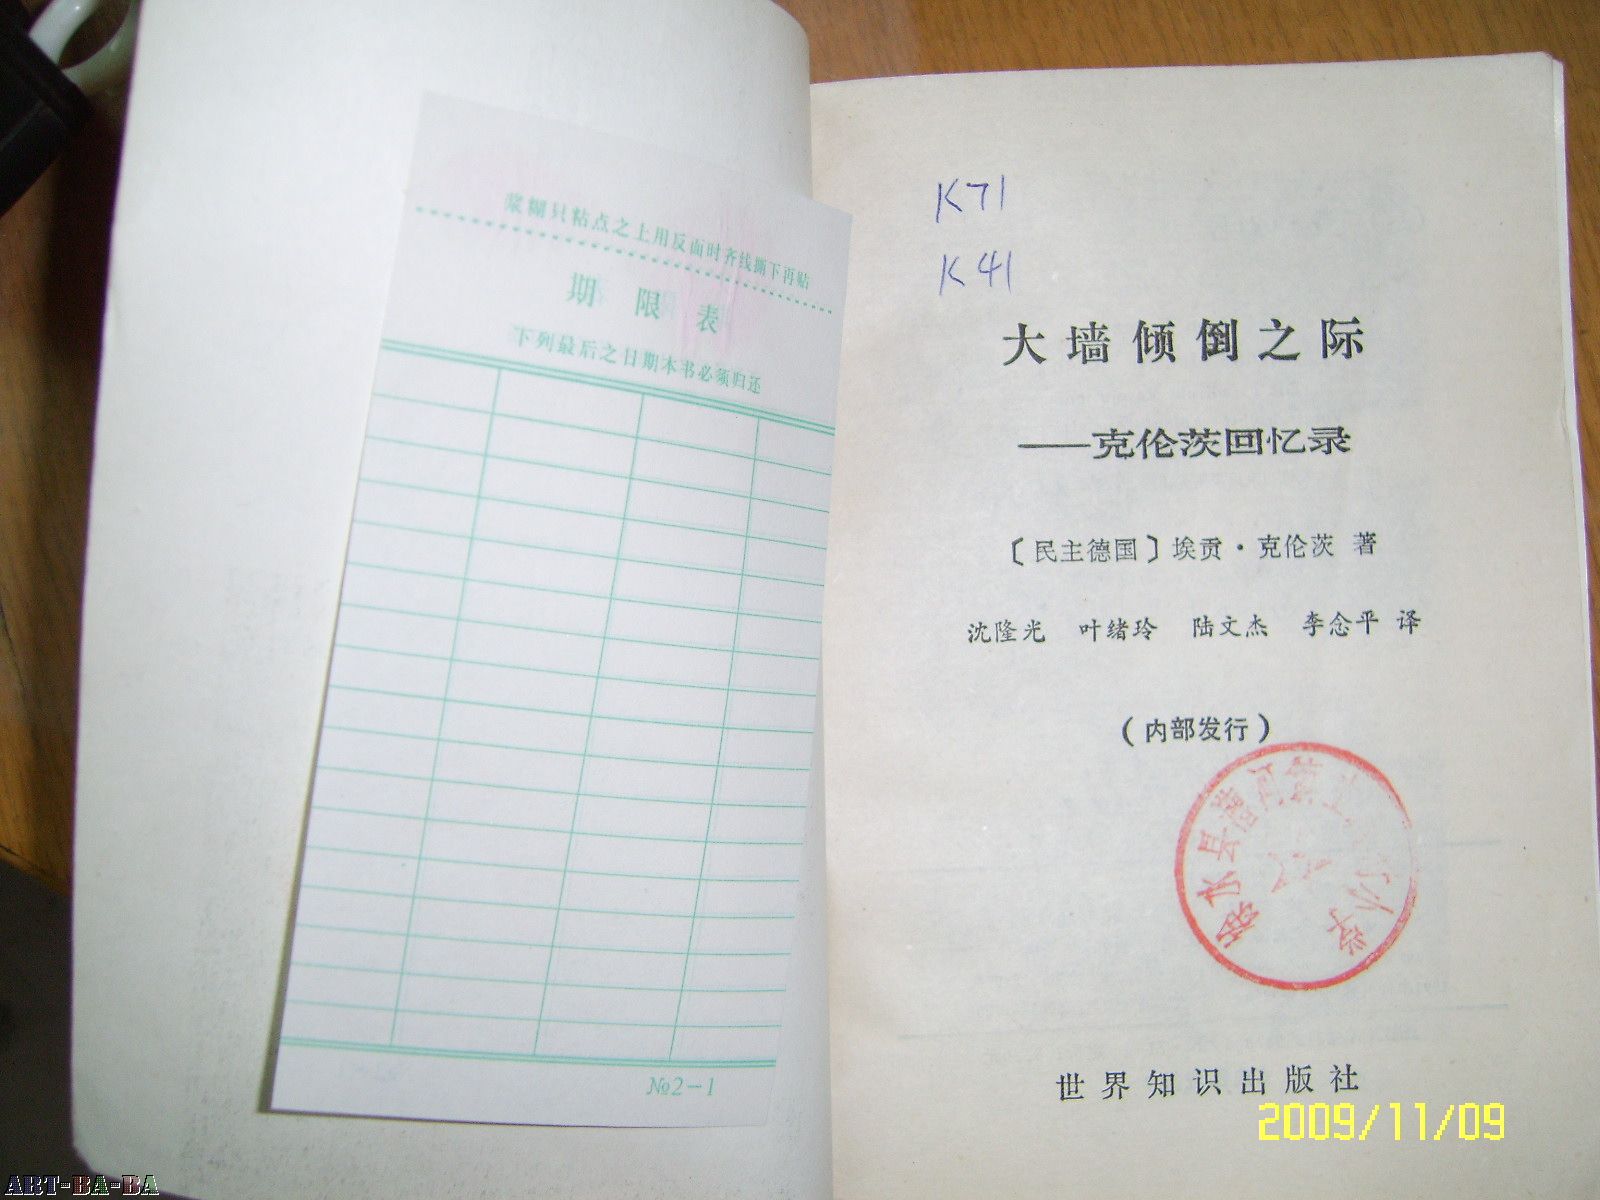 浆糊只粘点之上用反面时齐线撕下再贴
期限表
下列最后之日期本书必须归还
№2-1
K71
K41
大墙倾倒之际
——克伦茨回忆录
〔民主德国〕埃贡·克伦茨 著
沈隆光 叶绪玲 陆文杰 李念平 译
(内部发行)
水县
河镇
世界知识出版社
2009/11/09
ART-BA-BA